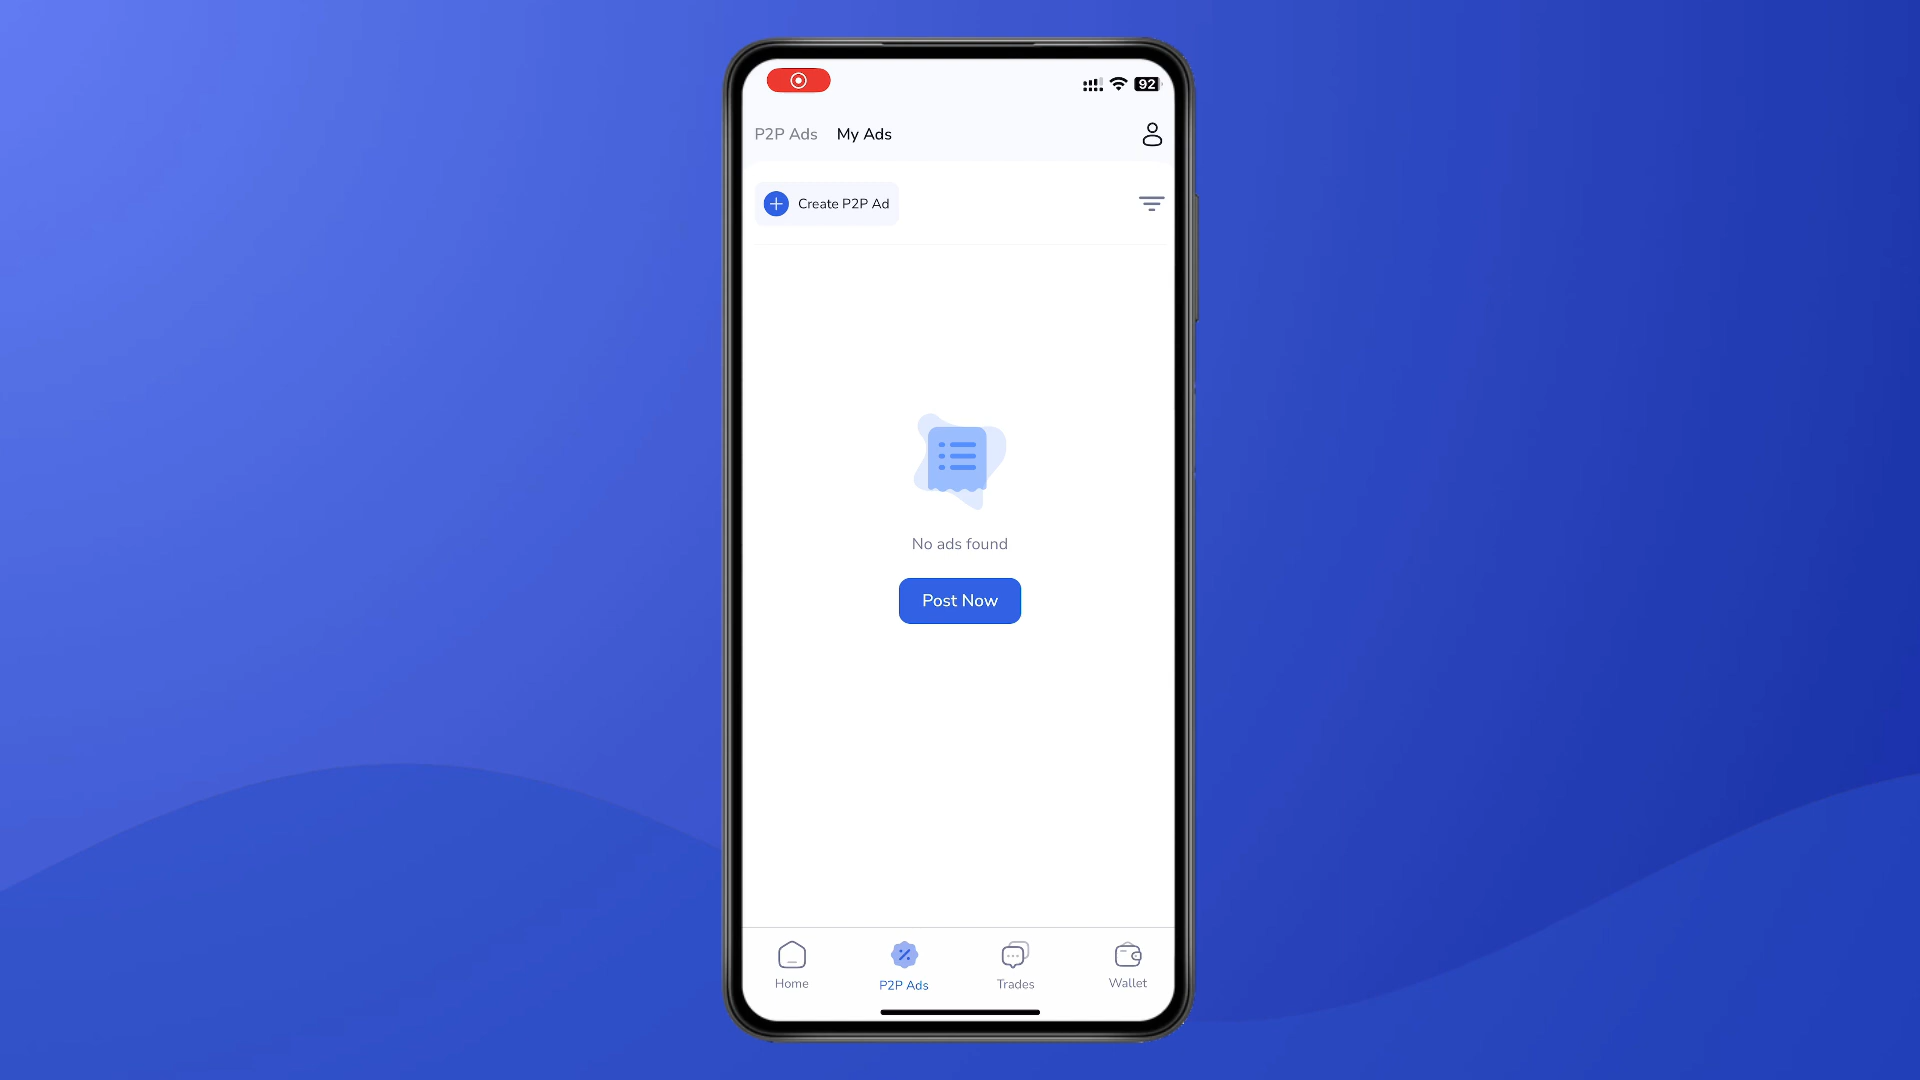 92
P2P Ads My Ads
Create P2P Ad
No ads found
Post Now
Home P2P Ads Trades Wallet